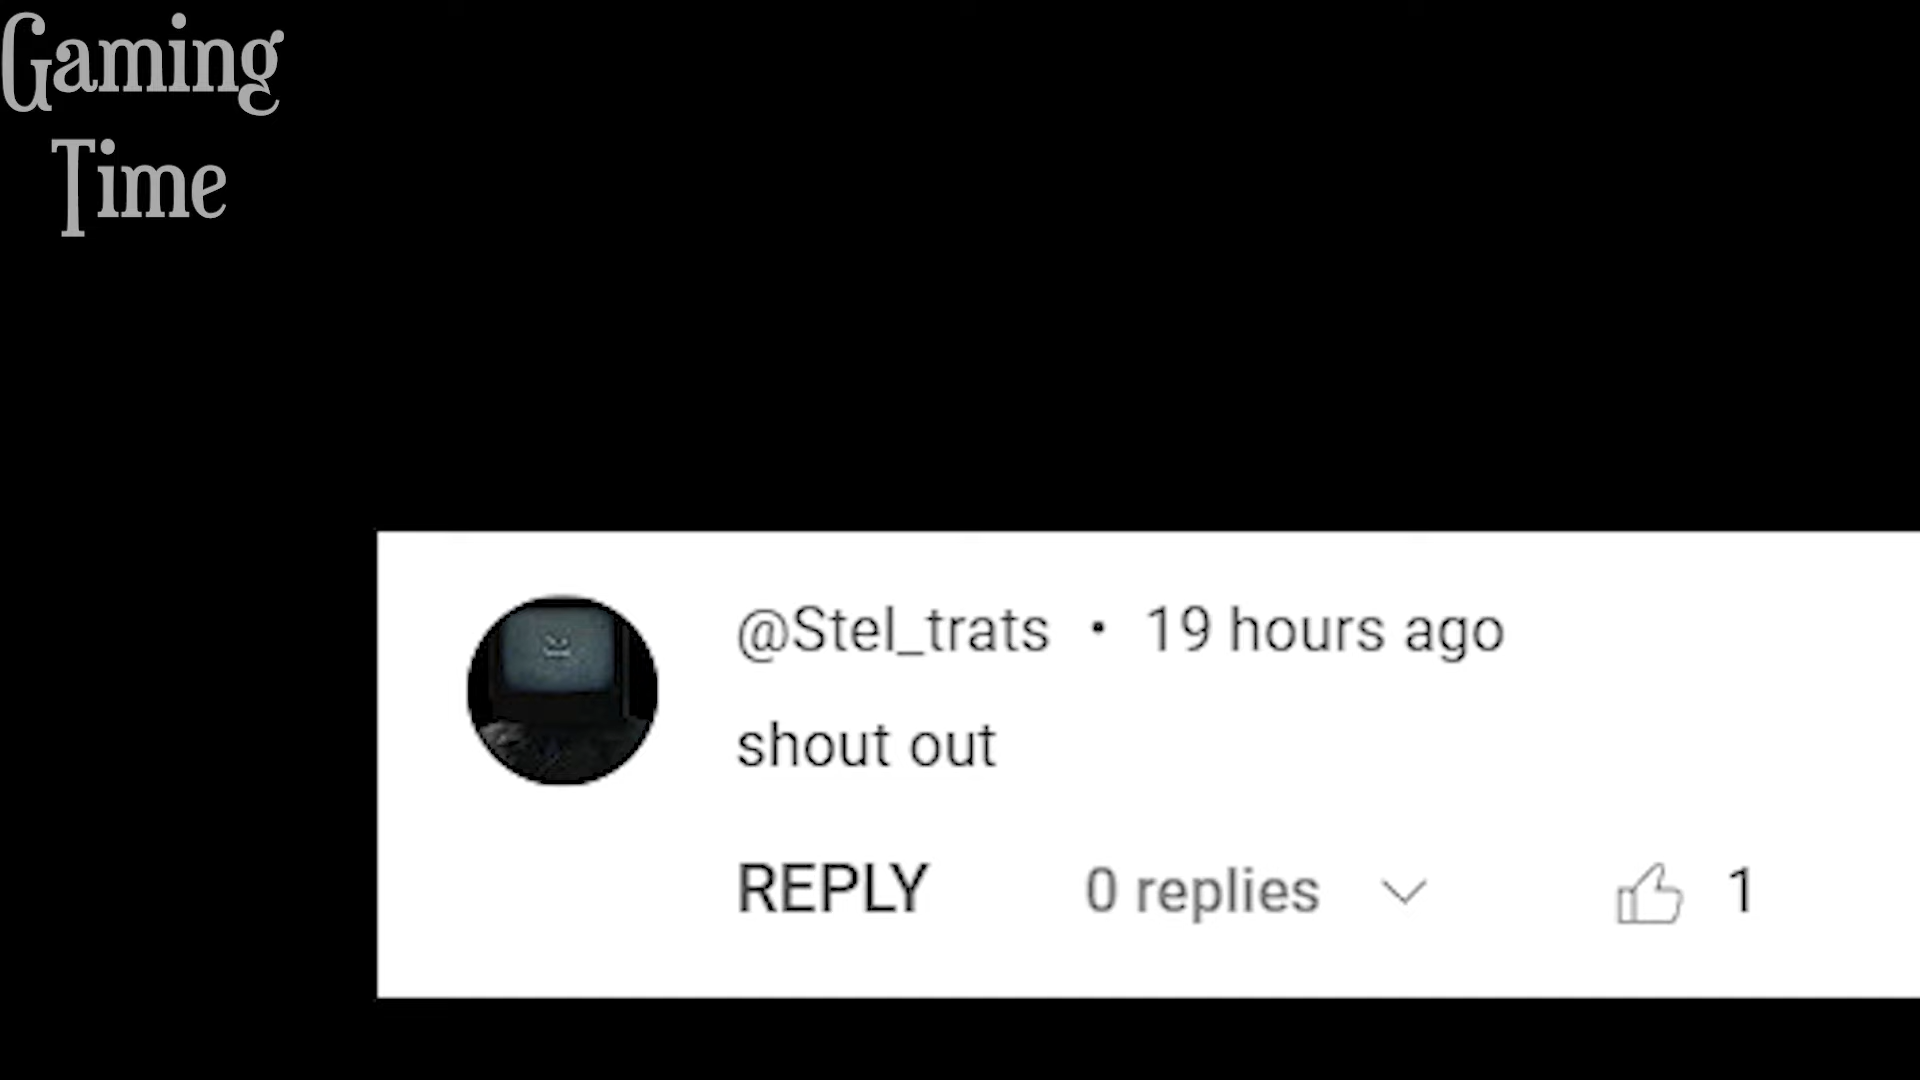 Gaming
Time
@Stel_trats • 19 hours ago
shout out
REPLY 0 replies 1